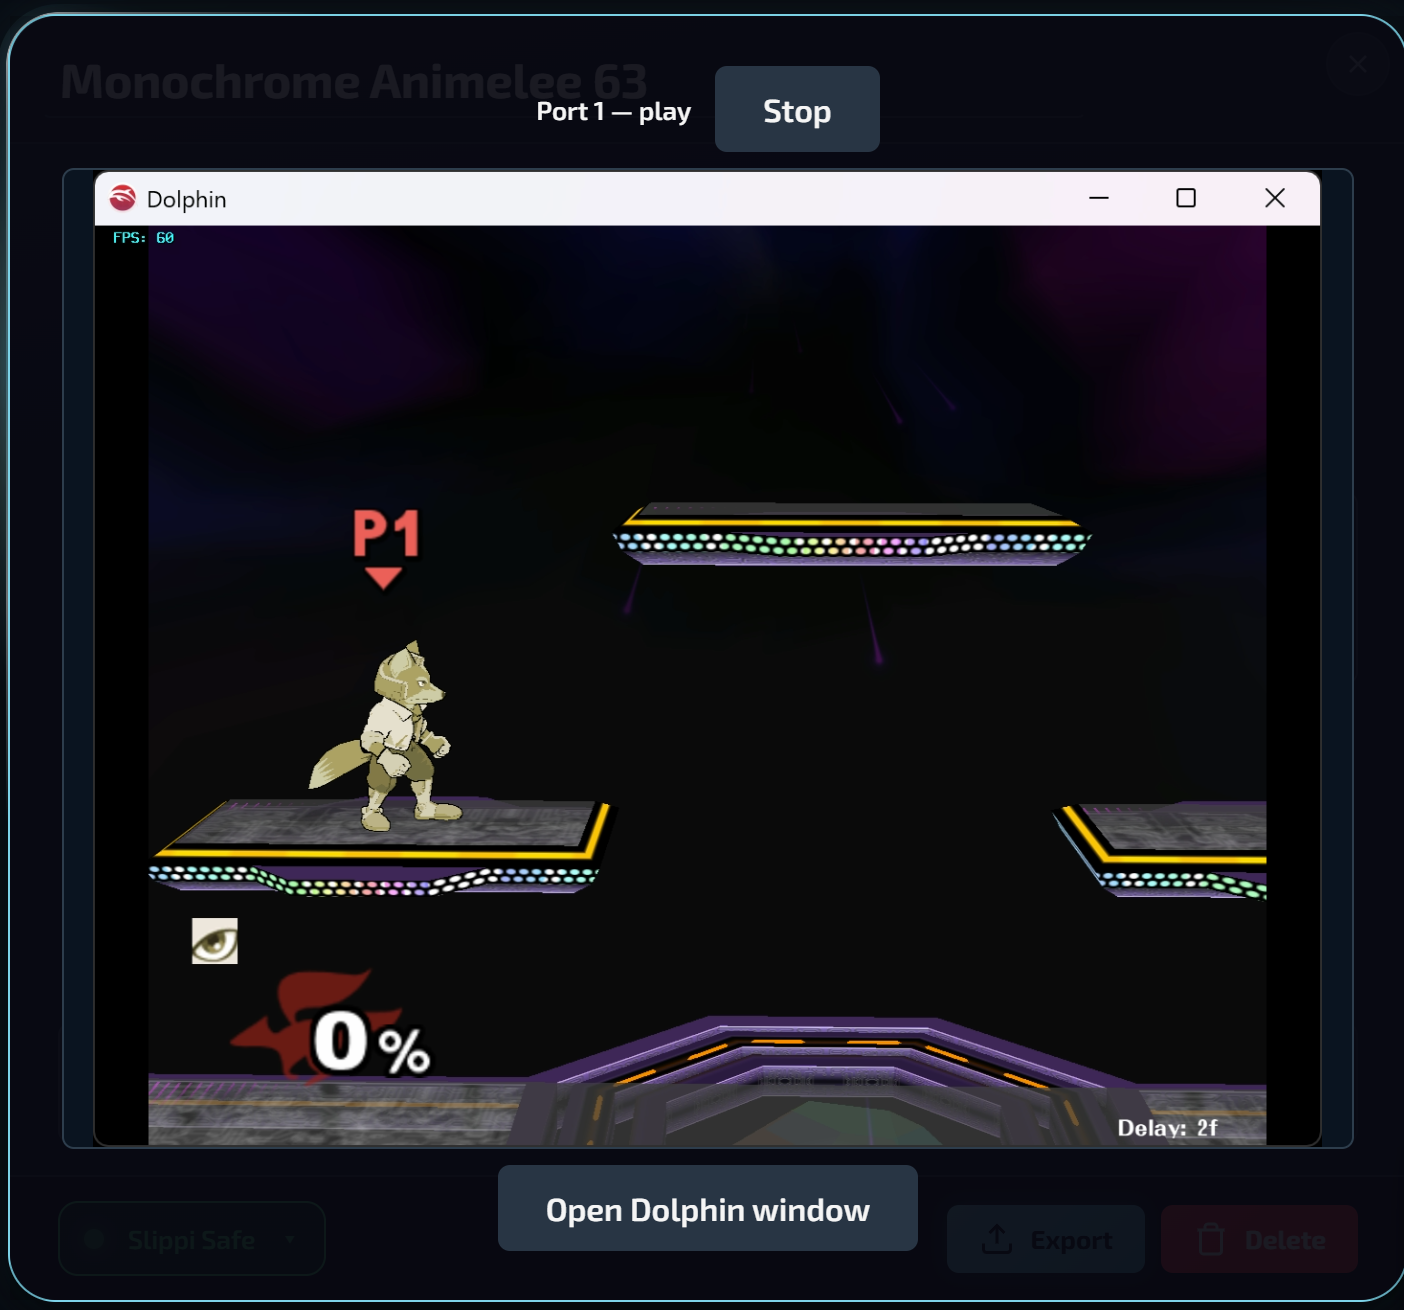 Monochrome Animelee 63
Port 1 — play
Stop
Dolphin
FPS: 60
P1
0%
Delay: 2f
Open Dolphin window
Slippi Safe
Export
Delete